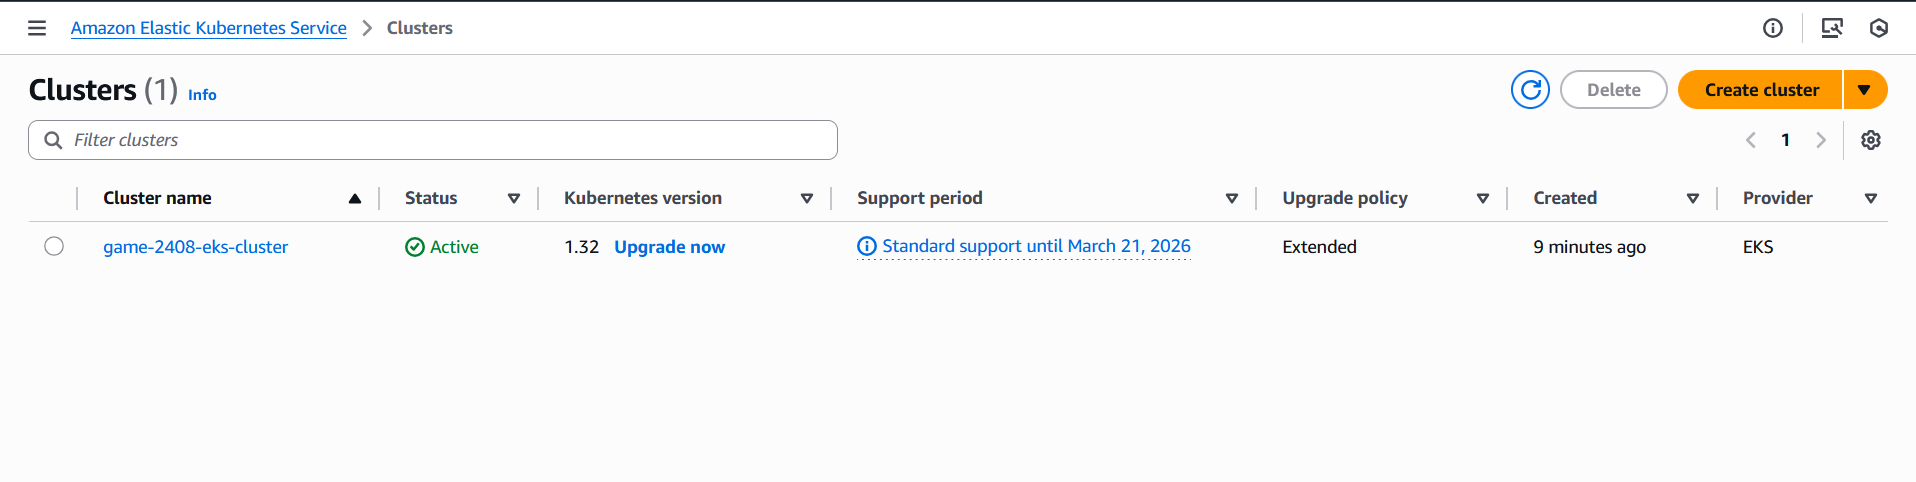 Amazon Elastic Kubernetes Service > Clusters
Clusters (1) Info
Delete
Create cluster
Filter clusters
1
Cluster name Status Kubernetes version Support period Upgrade policy Created Provider
game-2408-eks-cluster Active 1.32 Upgrade now Standard support until March 21, 2026 Extended 9 minutes ago EKS